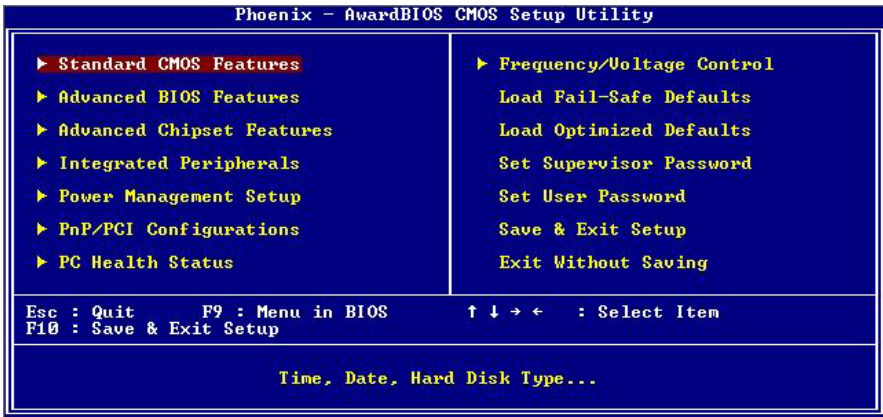 Phoenix - AwardBIOS CMOS Setup Utility
▶ Standard CMOS Features
▶ Advanced BIOS Features
▶ Advanced Chipset Features
▶ Integrated Peripherals
▶ Power Management Setup
▶ PnP/PCI Configurations
▶ PC Health Status
▶ Frequency/Voltage Control
Load Fail-Safe Defaults
Load Optimized Defaults
Set Supervisor Password
Set User Password
Save & Exit Setup
Exit Without Saving
Esc : Quit F9 : Menu in BIOS ↑ ↓ → ← : Select Item
F10 : Save & Exit Setup
Time, Date, Hard Disk Type...